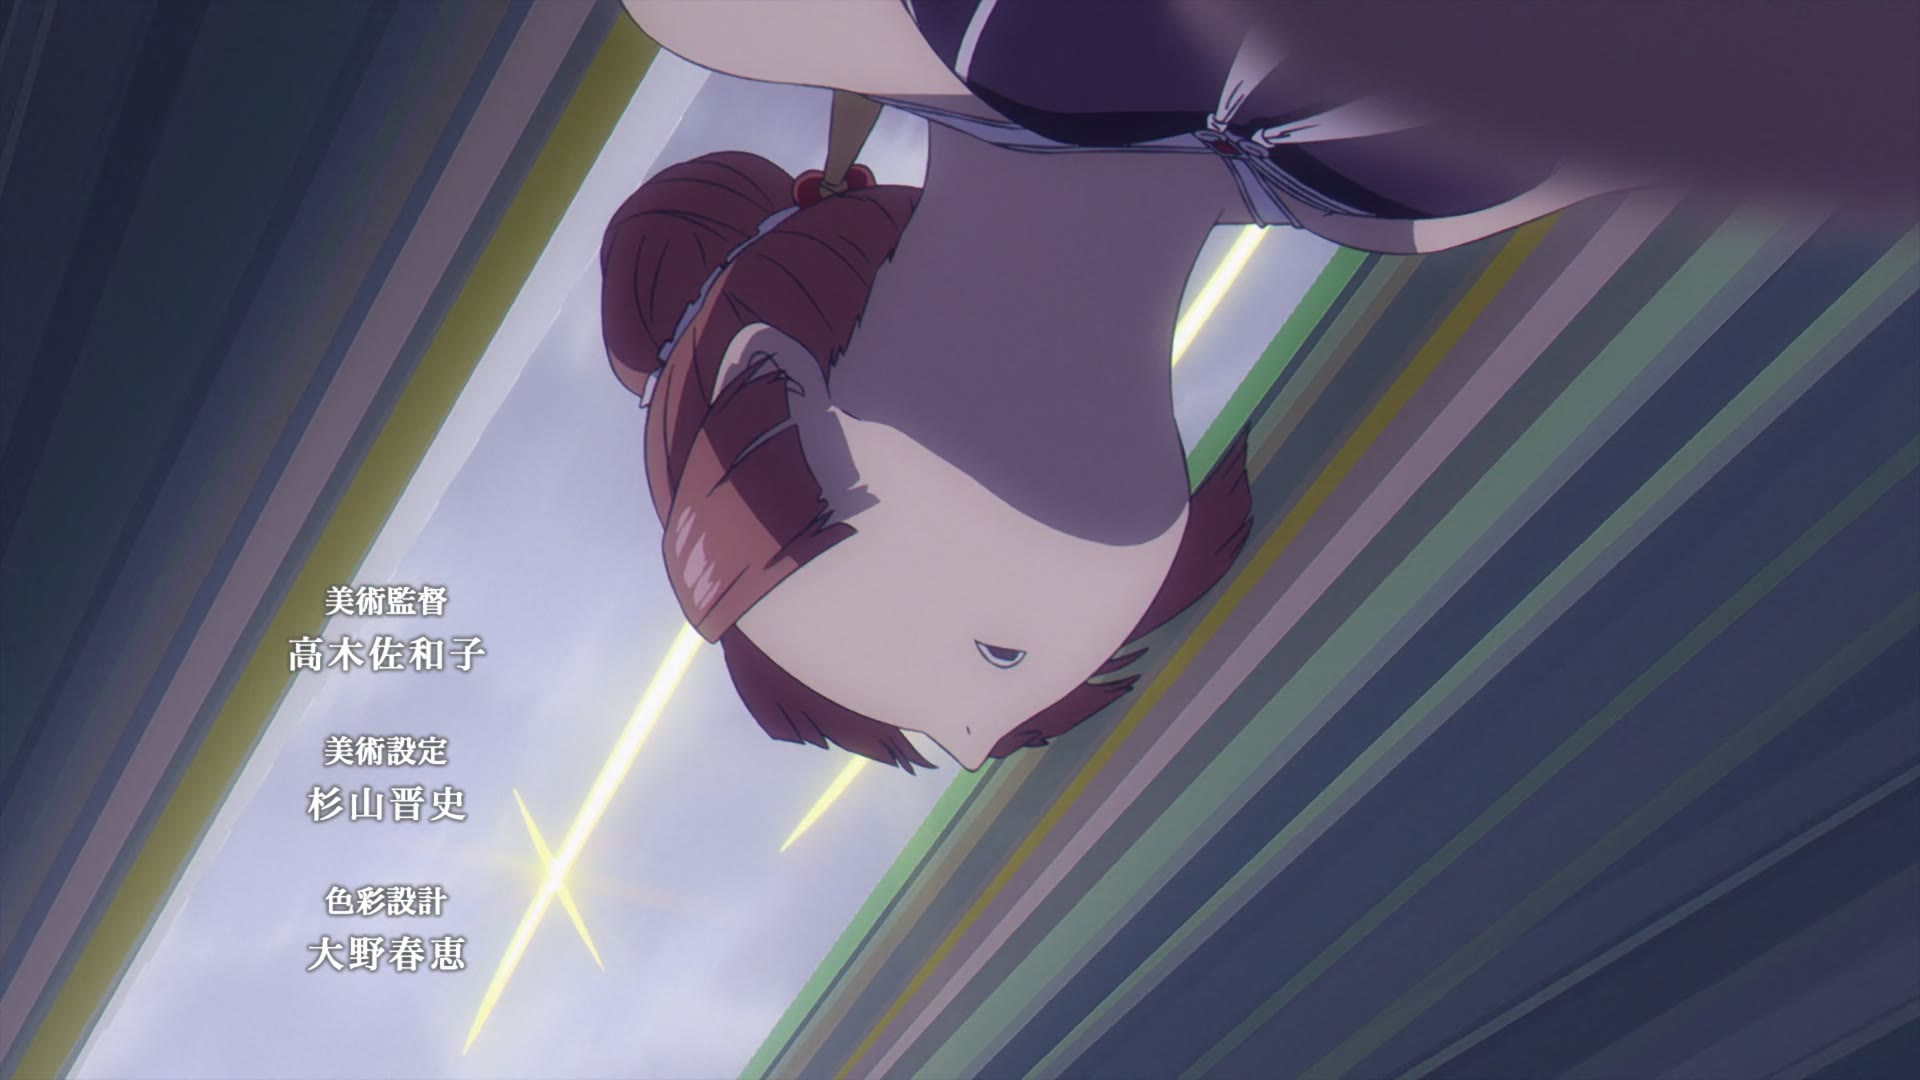 美術監督
高木佐和子
美術設定
杉山晋史
色彩設計
大野春恵